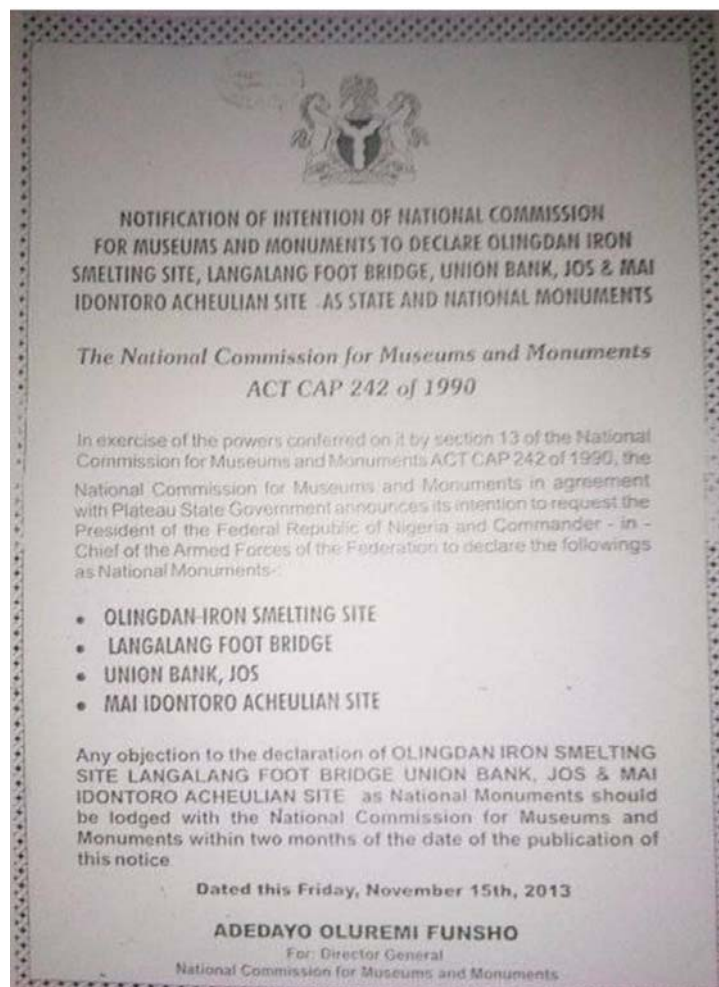 NOTIFICATION OF INTENTION OF NATIONAL COMMISSION
FOR MUSEUMS AND MONUMENTS TO DECLARE OLINGDAN IRON
SMELTING SITE, LANGALANG FOOT BRIDGE, UNION BANK, JOS & MAI
IDONTORO ACHEULIAN SITE AS STATE AND NATIONAL MONUMENTS
The National Commission for Museums and Monuments
ACT CAP 242 of 1990
In exercise of the powers conferred on it by section 13 of the National
Commission for Museums and Monuments ACT CAP 242 of 1990, the
National Commission for Museums and Monuments in agreement
with Plateau State Government announces its intention to request the
President of the Federal Republic of Nigeria and Commander - in -
Chief of the Armed Forces of the Federation to declare the followings
as National Monuments-:
• OLINGDAN-IRON SMELTING SITE
• LANGALANG FOOT BRIDGE
• UNION BANK, JOS
• MAI IDONTORO ACHEULIAN SITE
Any objection to the declaration of OLINGDAN IRON SMELTING
SITE LANGALANG FOOT BRIDGE UNION BANK, JOS & MAI
IDONTORO ACHEULIAN SITE as National Monuments should
be lodged with the National Commission for Museums and
Monuments within two months of the date of the publication of
this notice
Dated this Friday, November 15th, 2013
ADEDAYO OLUREMI FUNSHO
For: Director General
National Commission for Museums and Monuments